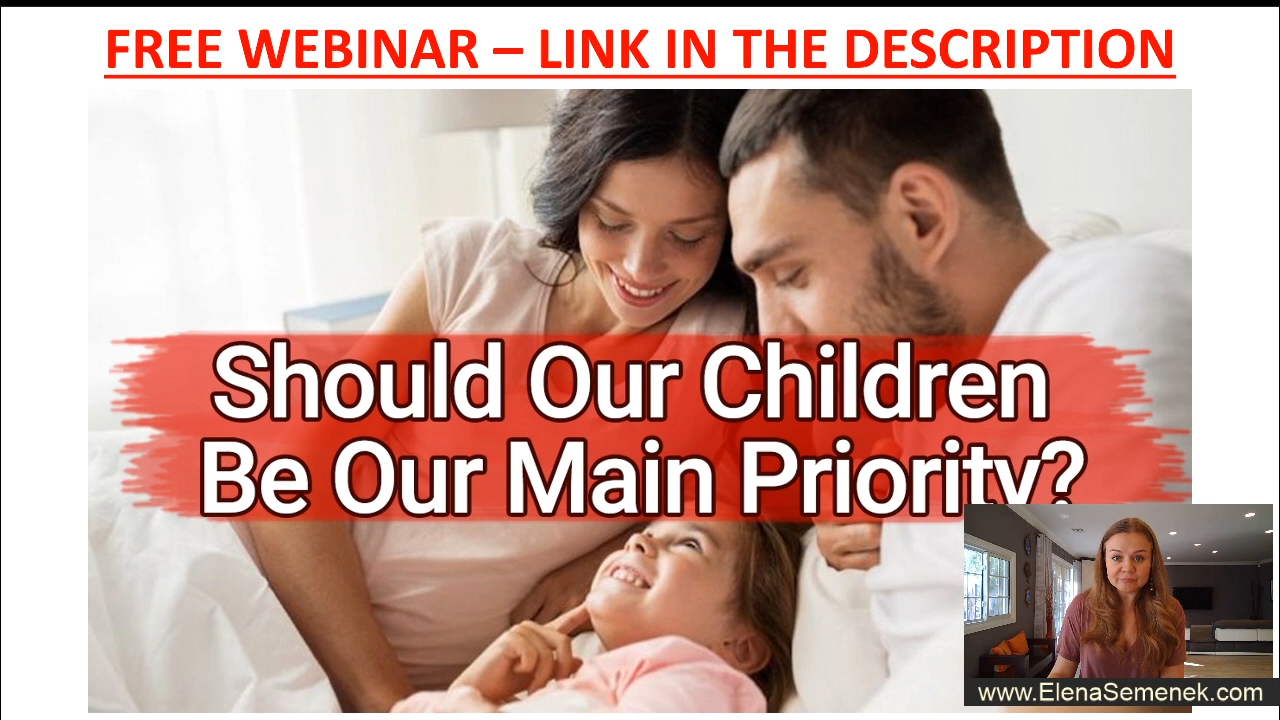 FREE WEBINAR – LINK IN THE DESCRIPTION
Should Our Children
Be Our Main Priority?
www.ElenaSemenek.com